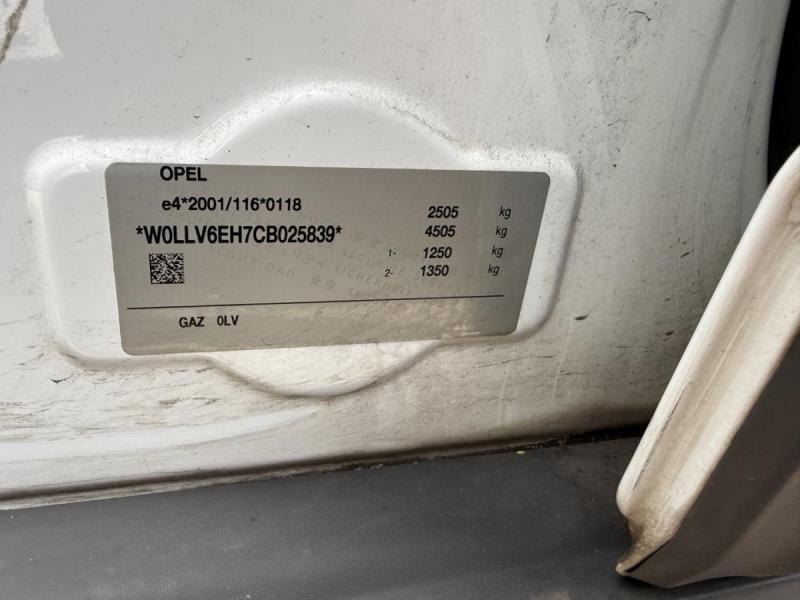 OPEL
e4*2001/116*0118
2505 kg
*W0LLV6EH7CB025839* 4505 kg
1- 1250 kg
2- 1350 kg
GAZ 0LV